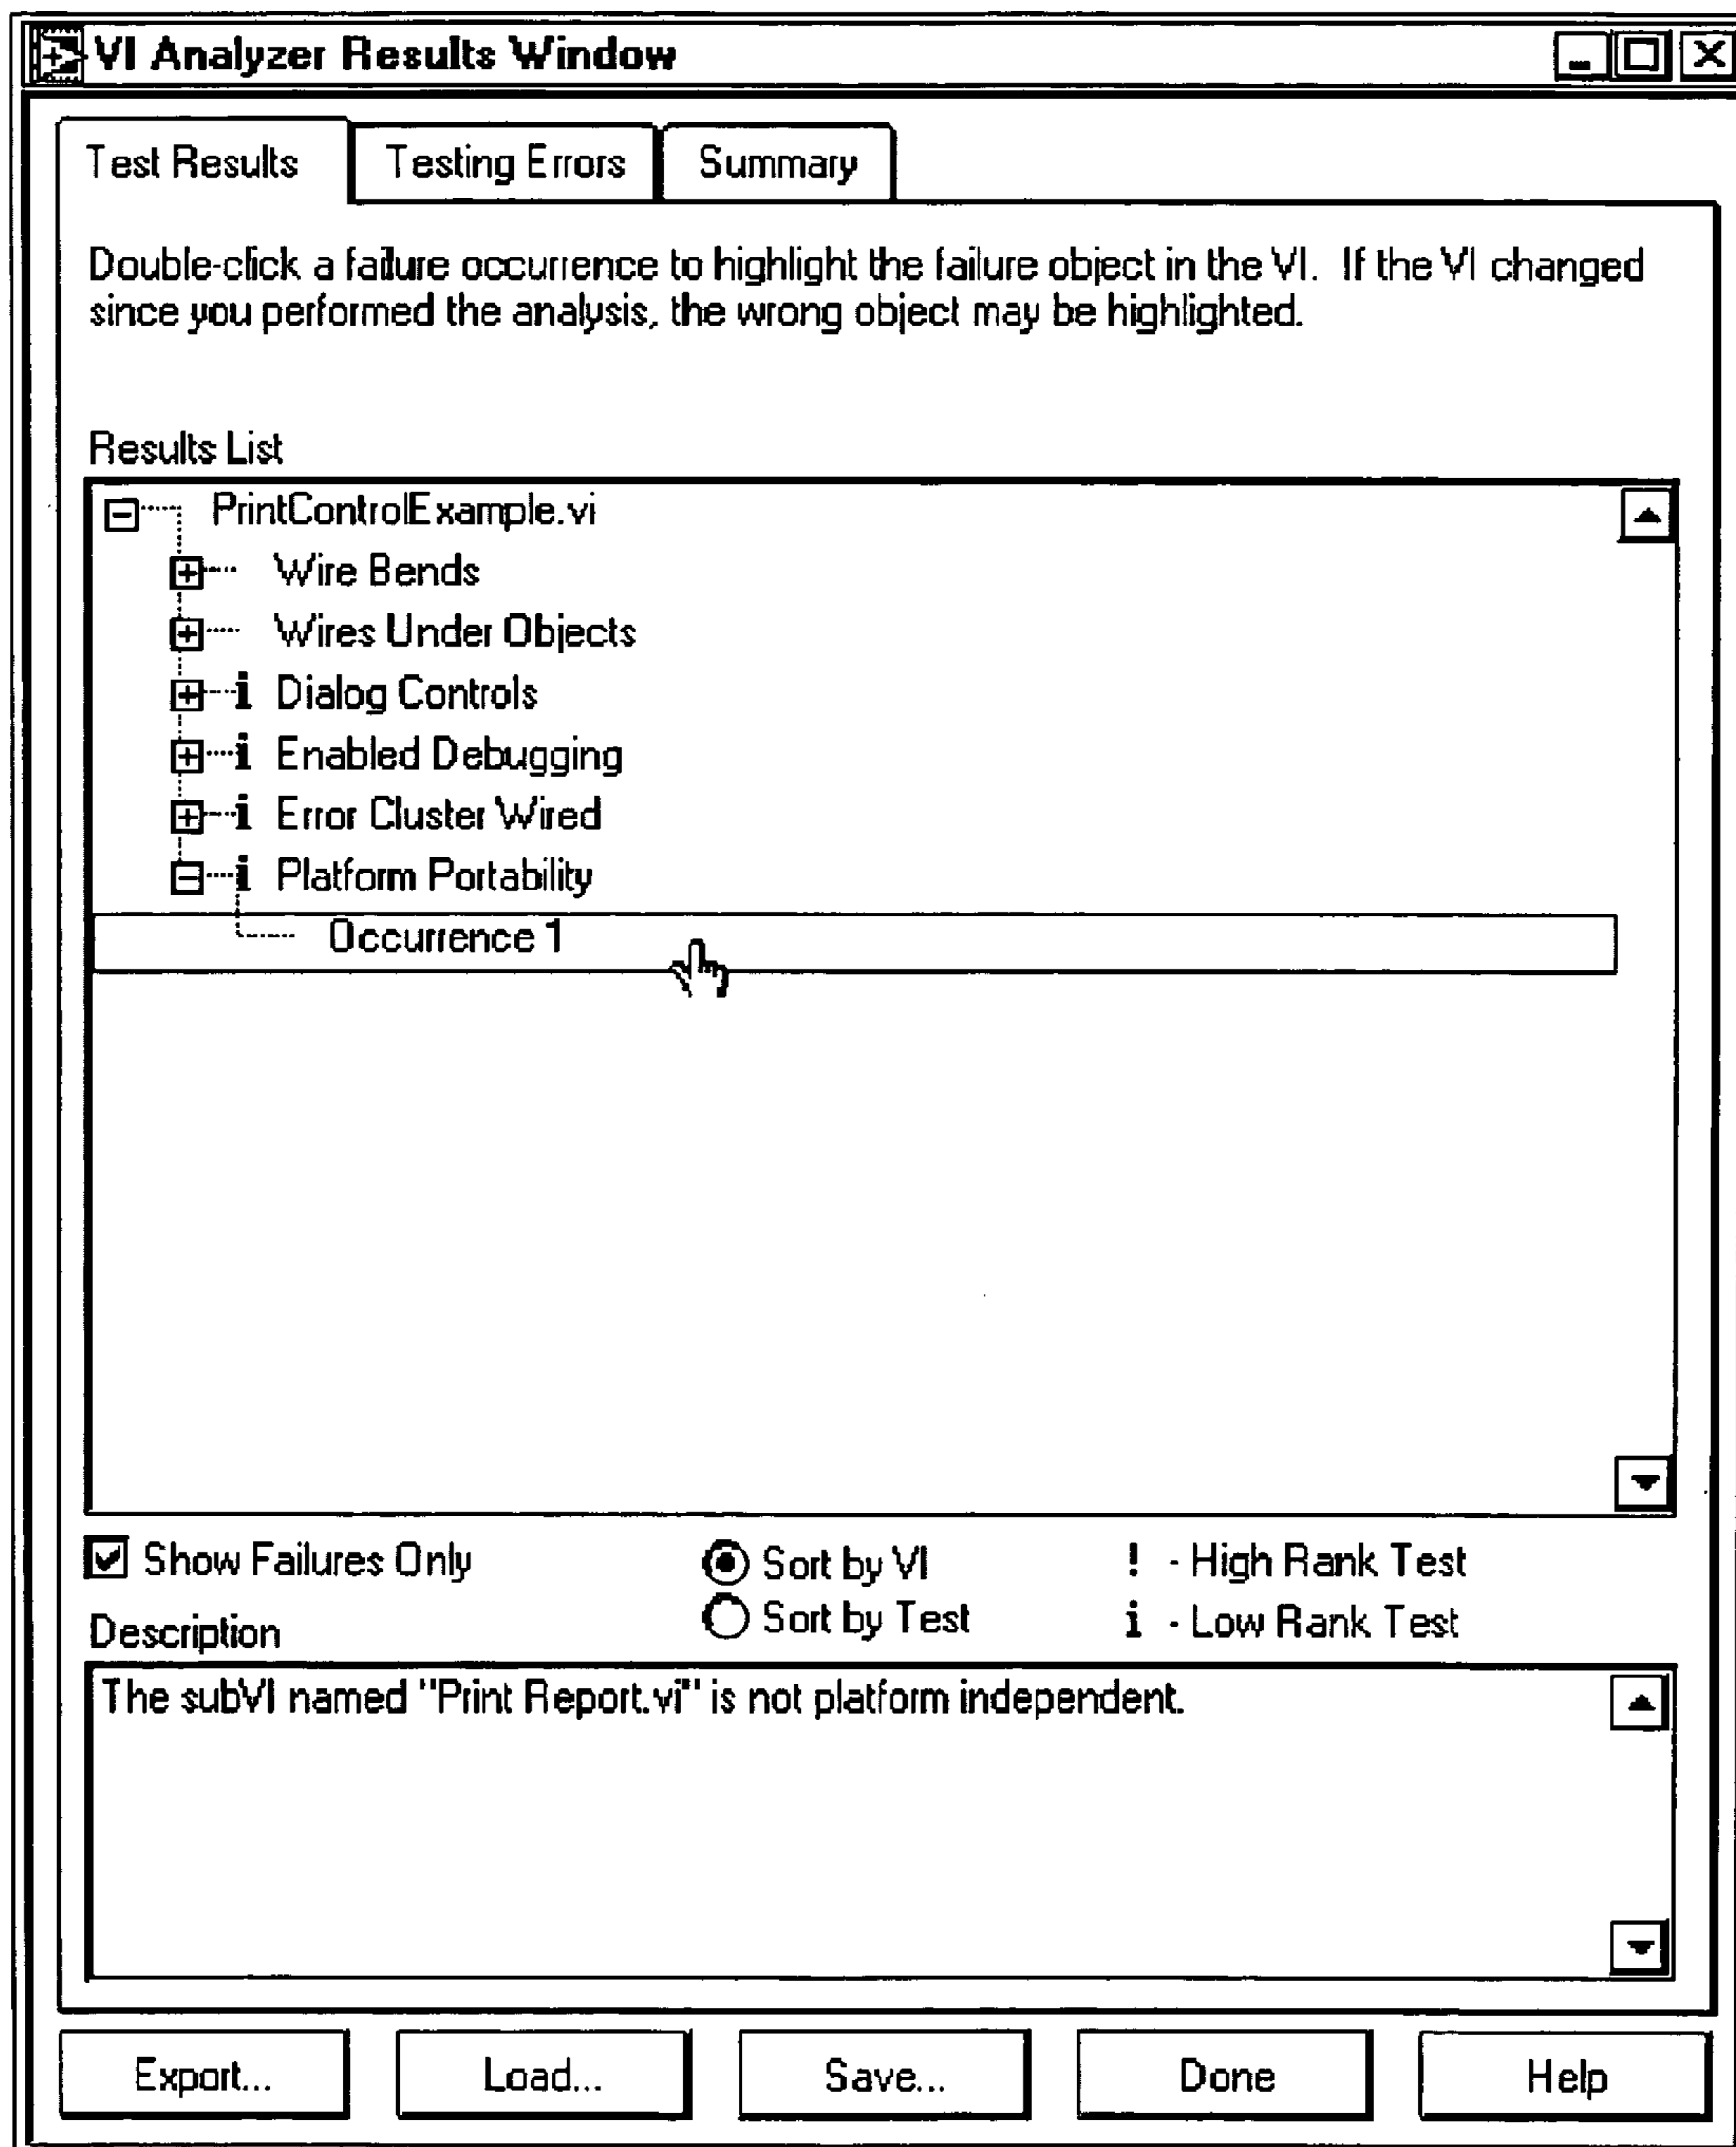 VI Analyzer Results Window
Test Results Testing Errors Summary
Double-click a failure occurrence to highlight the failure object in the VI. If the VI changed
since you performed the analysis, the wrong object may be highlighted.
Results List
PrintControlExample.vi
Wire Bends
Wires Under Objects
i Dialog Controls
i Enabled Debugging
i Error Cluster Wired
i Platform Portability
Occurrence 1
Show Failures Only Sort by VI ! - High Rank Test
Sort by Test i - Low Rank Test
Description
The subVI named "Print Report.vi" is not platform independent.
Export... Load... Save... Done Help